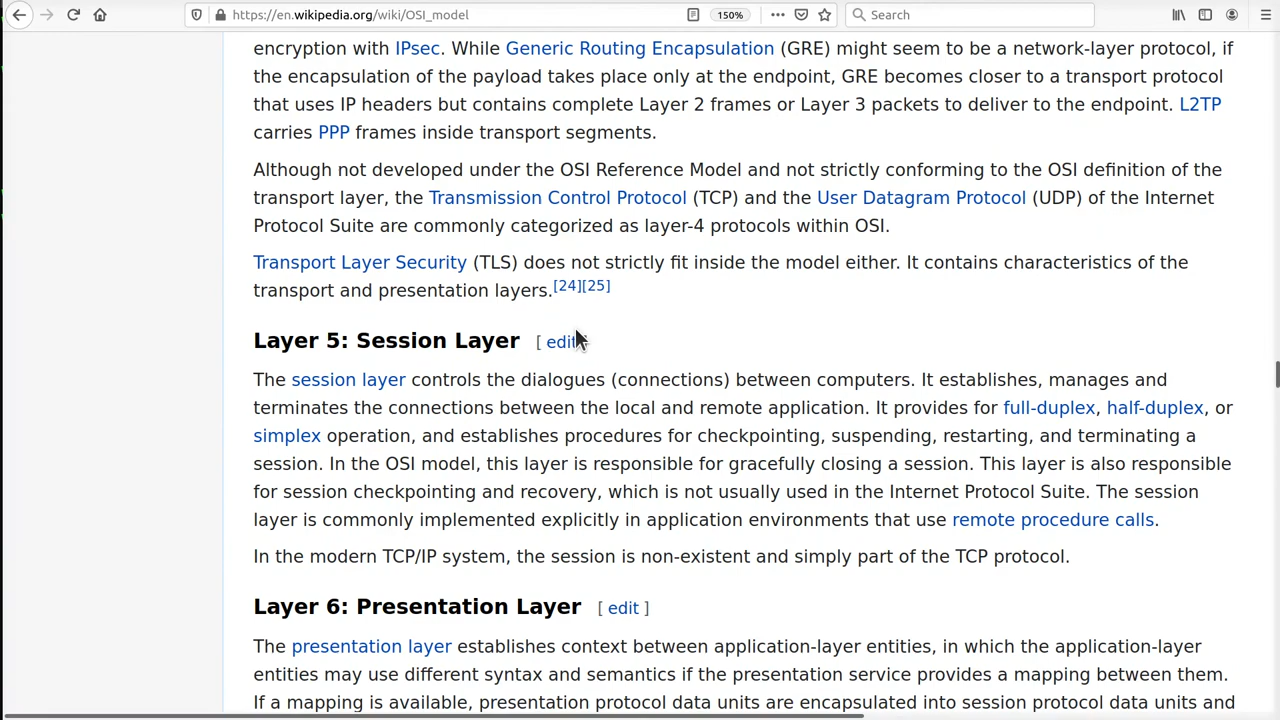 https://en.wikipedia.org/wiki/OSI_model 150% Search
encryption with IPsec. While Generic Routing Encapsulation (GRE) might seem to be a network-layer protocol, if
the encapsulation of the payload takes place only at the endpoint, GRE becomes closer to a transport protocol
that uses IP headers but contains complete Layer 2 frames or Layer 3 packets to deliver to the endpoint. L2TP
carries PPP frames inside transport segments.
Although not developed under the OSI Reference Model and not strictly conforming to the OSI definition of the
transport layer, the Transmission Control Protocol (TCP) and the User Datagram Protocol (UDP) of the Internet
Protocol Suite are commonly categorized as layer-4 protocols within OSI.
Transport Layer Security (TLS) does not strictly fit inside the model either. It contains characteristics of the
transport and presentation layers.[24][25]
Layer 5: Session Layer [ edit ]
The session layer controls the dialogues (connections) between computers. It establishes, manages and
terminates the connections between the local and remote application. It provides for full-duplex, half-duplex, or
simplex operation, and establishes procedures for checkpointing, suspending, restarting, and terminating a
session. In the OSI model, this layer is responsible for gracefully closing a session. This layer is also responsible
for session checkpointing and recovery, which is not usually used in the Internet Protocol Suite. The session
layer is commonly implemented explicitly in application environments that use remote procedure calls.
In the modern TCP/IP system, the session is non-existent and simply part of the TCP protocol.
Layer 6: Presentation Layer [ edit ]
The presentation layer establishes context between application-layer entities, in which the application-layer
entities may use different syntax and semantics if the presentation service provides a mapping between them.
If a mapping is available, presentation protocol data units are encapsulated into session protocol data units and